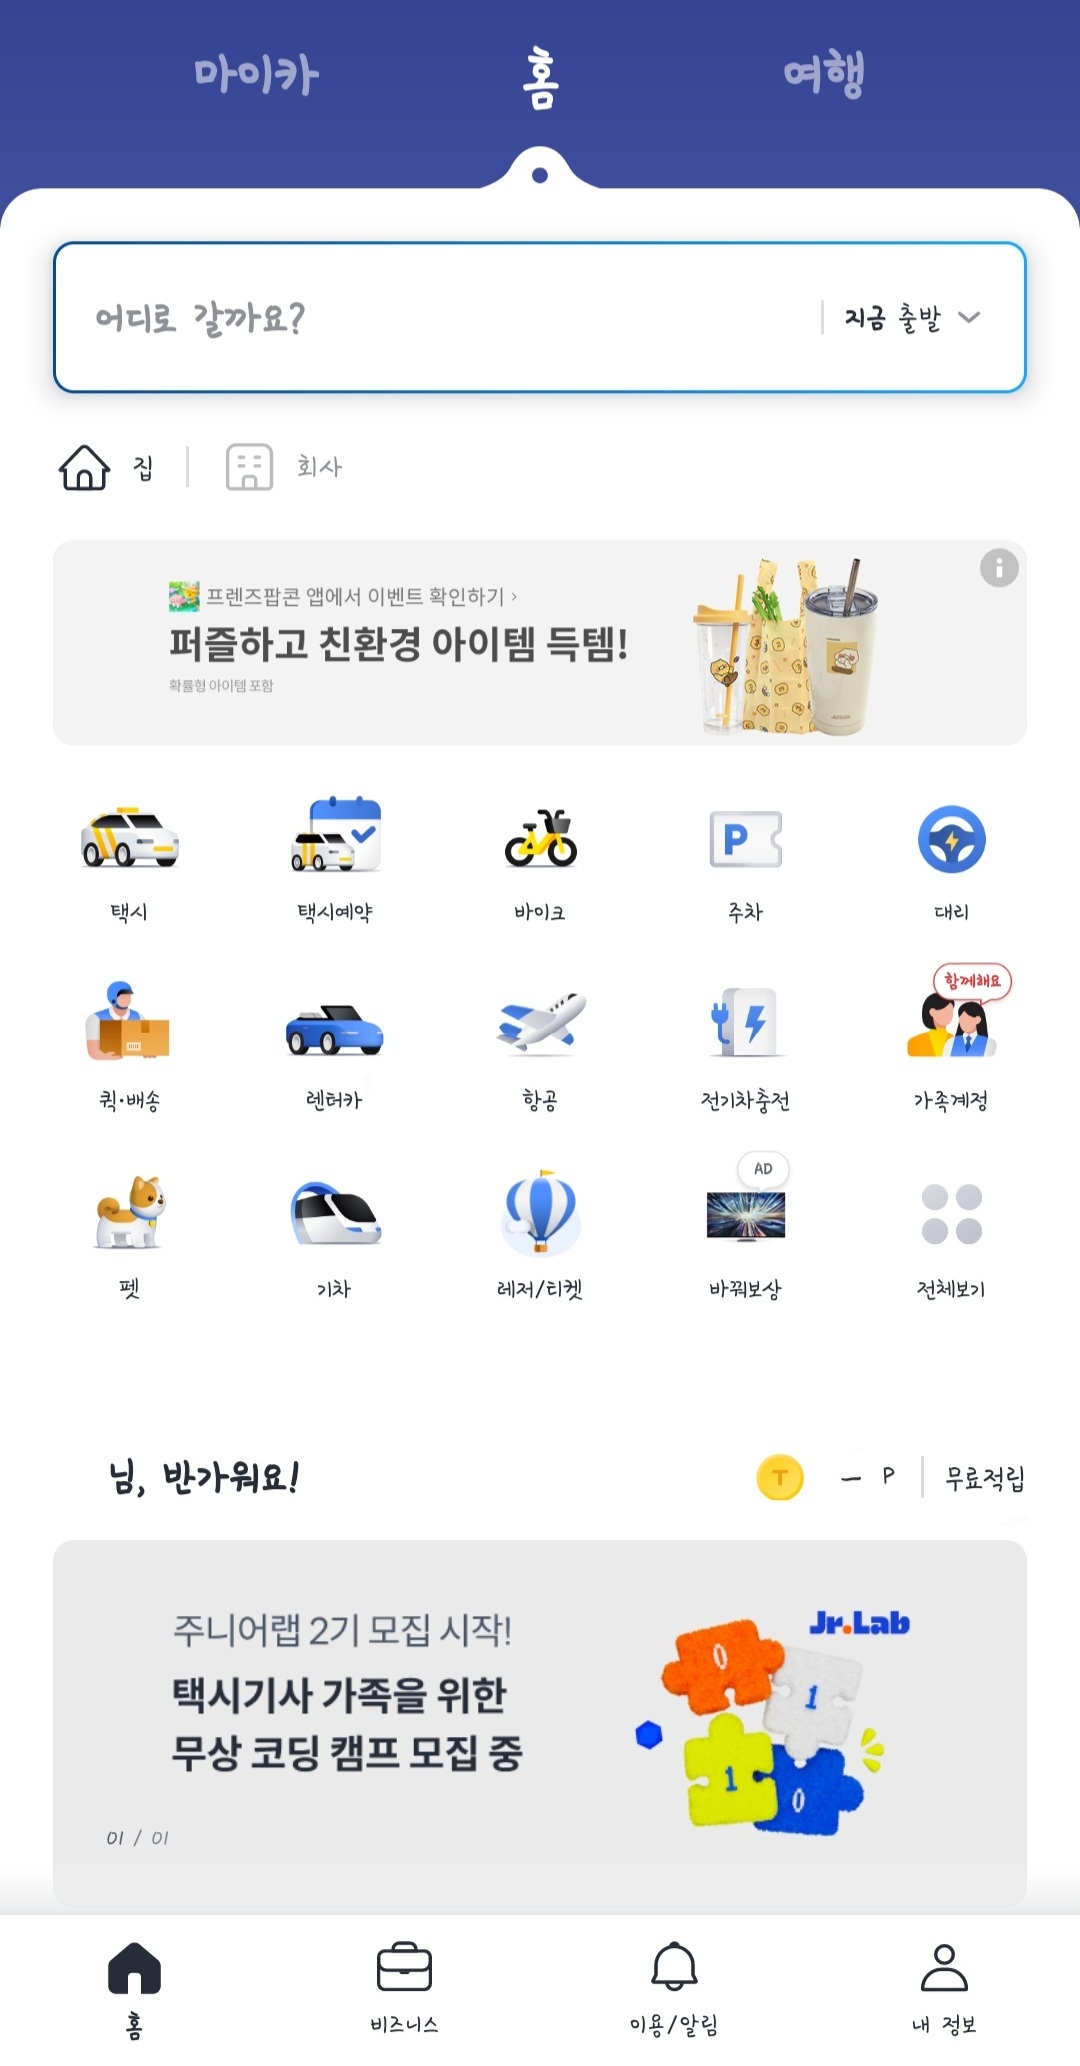 마이카 홈 여행
어디로 갈까요? 지금 출발
집 회사
프렌즈팝콘 앱에서 이벤트 확인하기 ›
퍼즐하고 친환경 아이템 득템!
확률형 아이템 포함
P
택시 택시예약 바이크 주차 대리
함께해요
퀵·배송 렌터카 항공 전기차충전 가족계정
AD
펫 기차 레저/티켓 바꿔보상 전체보기
님, 반가워요! T – P 무료적립
주니어랩 2기 모집 시작!
Jr.Lab
택시기사 가족을 위한
무상 코딩 캠프 모집 중
0
1
1
0
01 / 01
홈 비즈니스 이용/알림 내 정보